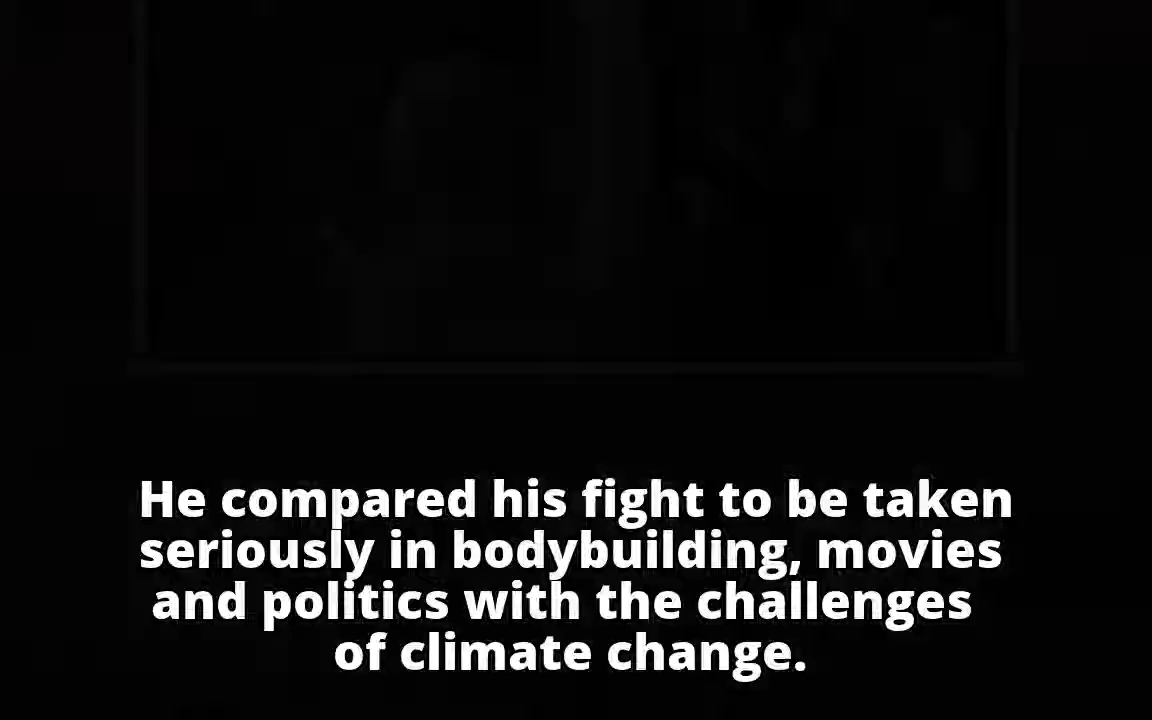 He compared his fight to be taken
seriously in bodybuilding, movies
and politics with the challenges
of climate change.